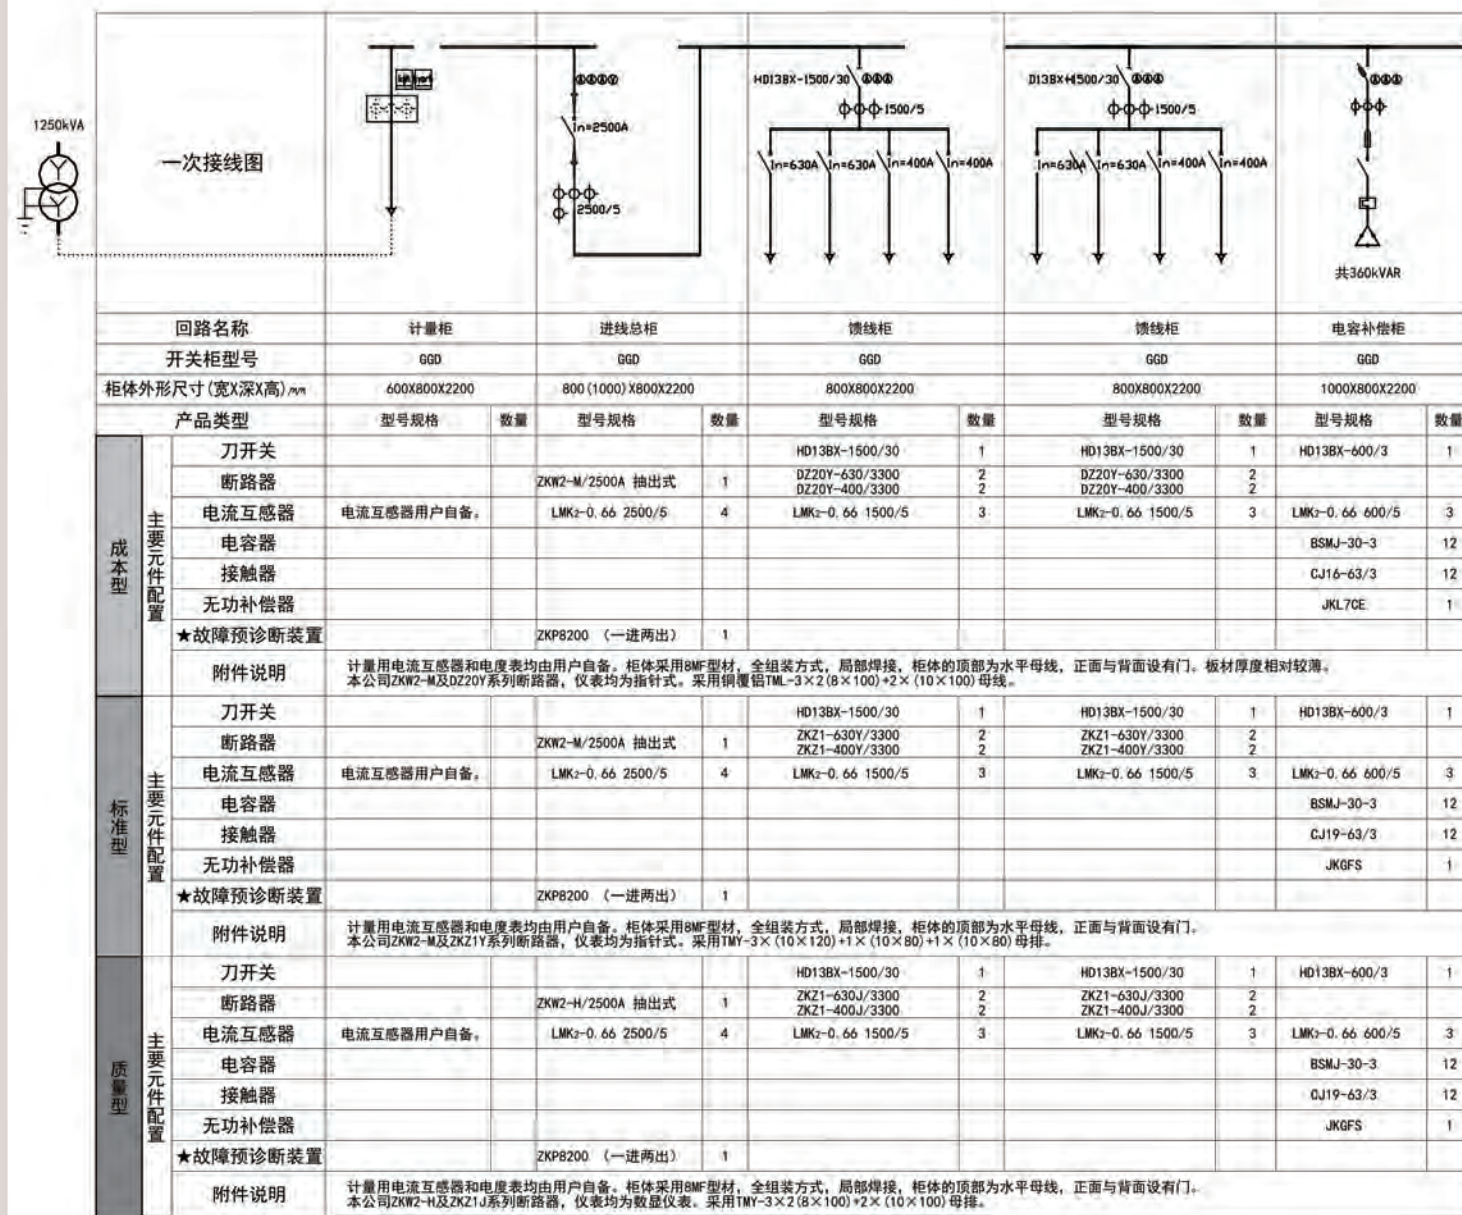 1250kVA
一次接线图
kWh
In=2500A
2500/5
HD13BX-1500/30
1500/5
In=630A In=630A In=400A In=400A
D13BX-1500/30
1500/5
In=630A In=630A In=400A In=400A
共360kVAR
回路名称 计量柜 进线总柜 馈线柜 馈线柜 电容补偿柜
开关柜型号 GGD GGD GGD GGD GGD
柜体外形尺寸(宽X深X高)mm 600X800X2200 800(1000)X800X2200 800X800X2200 800X800X2200 1000X800X2200
产品类型 型号规格 数量 型号规格 数量 型号规格 数量 型号规格 数量 型号规格 数量
成本型
主要元件配置
刀开关 HD13BX-1500/30 1 HD13BX-1500/30 1 HD13BX-600/3 1
断路器 ZKW2-M/2500A 抽出式 1 DZ20Y-630/3300 2 DZ20Y-630/3300 2
DZ20Y-400/3300 2 DZ20Y-400/3300 2
电流互感器 电流互感器用户自备。 LMK2-0.66 2500/5 4 LMK2-0.66 1500/5 3 LMK2-0.66 1500/5 3 LMK2-0.66 600/5 3
电容器 BSMJ-30-3 12
接触器 CJ16-63/3 12
无功补偿器 JKL7CE 1
★故障预诊断装置 ZKP8200 (一进两出) 1
附件说明 计量用电流互感器和电度表均由用户自备。柜体采用8MF型材，全组装方式，局部焊接，柜体的顶部为水平母线，正面与背面设有门。板材厚度相对较薄。
本公司ZKW2-M及DZ20Y系列断路器，仪表均为指针式。采用铜覆铝TML-3×2(8×100)+2×(10×100)母线。
标准型
主要元件配置
刀开关 HD13BX-1500/30 1 HD13BX-1500/30 1 HD13BX-600/3 1
断路器 ZKW2-M/2500A 抽出式 1 ZKZ1-630Y/3300 2 ZKZ1-630Y/3300 2
ZKZ1-400Y/3300 2 ZKZ1-400Y/3300 2
电流互感器 电流互感器用户自备。 LMK2-0.66 2500/5 4 LMK2-0.66 1500/5 3 LMK2-0.66 1500/5 3 LMK2-0.66 600/5 3
电容器 BSMJ-30-3 12
接触器 CJ19-63/3 12
无功补偿器 JKGFS 1
★故障预诊断装置 ZKP8200 (一进两出) 1
附件说明 计量用电流互感器和电度表均由用户自备。柜体采用8MF型材，全组装方式，局部焊接，柜体的顶部为水平母线，正面与背面设有门。
本公司ZKW2-M及ZKZ1Y系列断路器，仪表均为指针式。采用TMY-3×(10×120)+1×(10×80)+1×(10×80)母排。
质量型
主要元件配置
刀开关 HD13BX-1500/30 1 HD13BX-1500/30 1 HD13BX-600/3 1
断路器 ZKW2-H/2500A 抽出式 1 ZKZ1-630J/3300 2 ZKZ1-630J/3300 2
ZKZ1-400J/3300 2 ZKZ1-400J/3300 2
电流互感器 电流互感器用户自备。 LMK2-0.66 2500/5 4 LMK2-0.66 1500/5 3 LMK2-0.66 1500/5 3 LMK2-0.66 600/5 3
电容器 BSMJ-30-3 12
接触器 CJ19-63/3 12
无功补偿器 JKGFS 1
★故障预诊断装置 ZKP8200 (一进两出) 1
附件说明 计量用电流互感器和电度表均由用户自备。柜体采用8MF型材，全组装方式，局部焊接，柜体的顶部为水平母线，正面与背面设有门。
本公司ZKW2-H及ZKZ1J系列断路器，仪表均为数显仪表。采用TMY-3×2(8×100)+2×(10×100)母排。